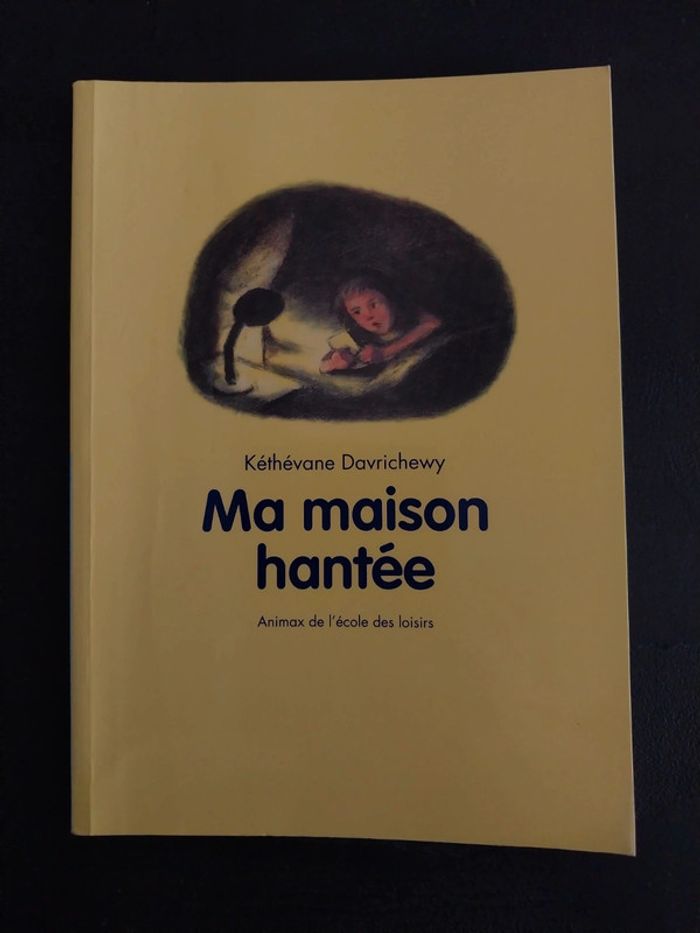 Kéthévane Davrichewy
Ma maison
hantée
Animax de l'école des loisirs